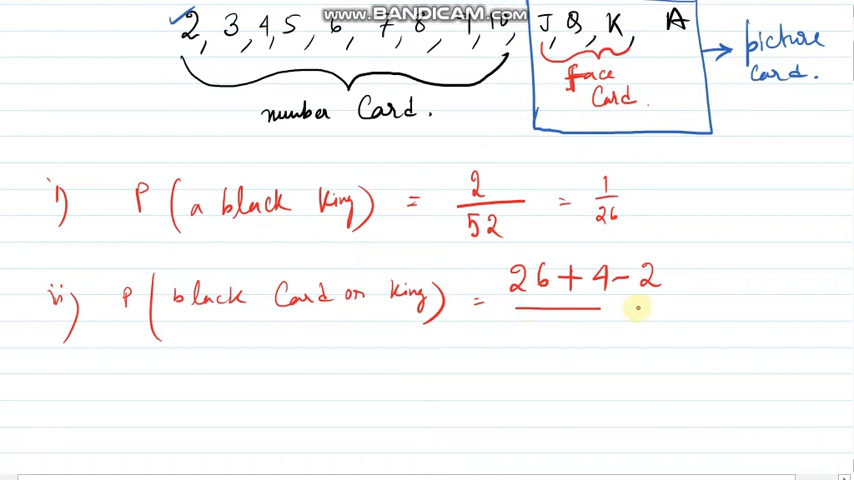 www.BANDICAM.com
2, 3, 4, 5, 6, 7, 8, 9, 10, J, Q, K, A → picture card.
number Card.
face Card.
i) P ( a black King ) = 2/52 = 1/26
ii) P ( black Card or King ) = 26 + 4 - 2